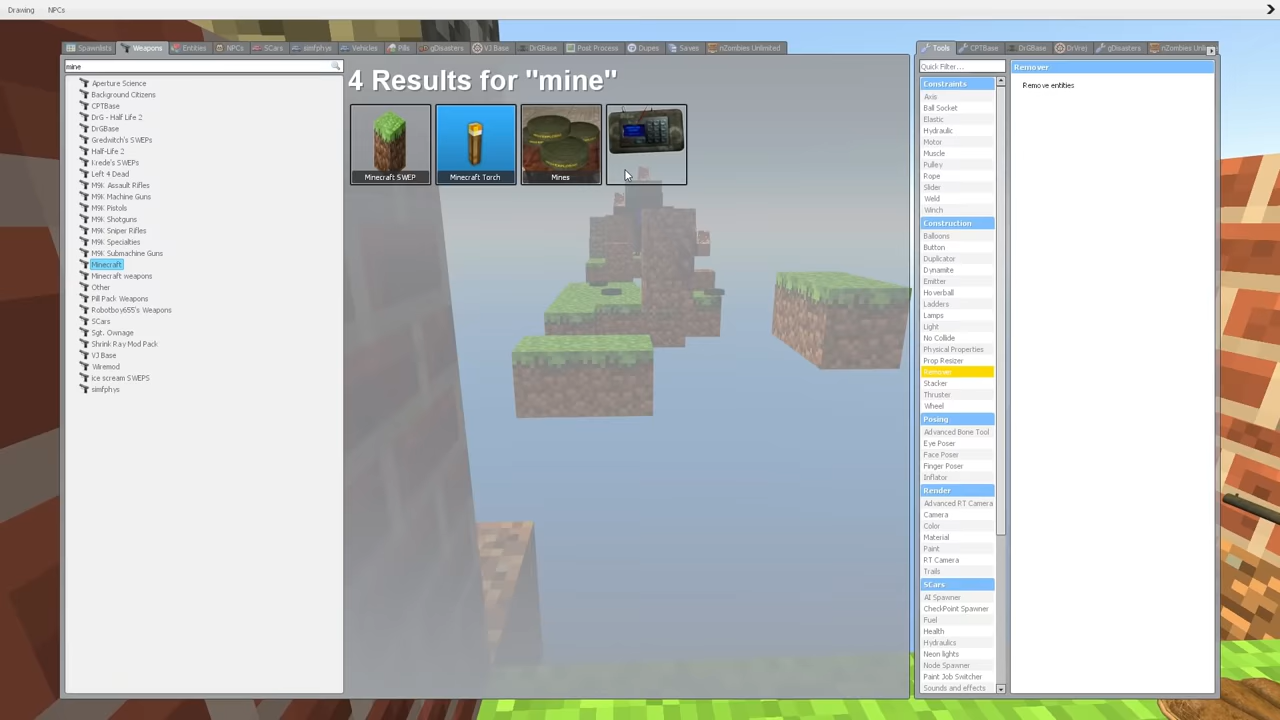 Drawing NPCs
Spawnlists Weapons Entities NPCs SCars simfphys Vehicles Pills gDisasters VJ Base DrGBase Post Process Dupes Saves nZombies Unlimited
mine
Aperture Science
Background Citizens
CPTBase
DrG - Half Life 2
DrGBase
Gredwitch's SWEPs
Half-Life 2
Krede's SWEPs
Left 4 Dead
M9K Assault Rifles
M9K Machine Guns
M9K Pistols
M9K Shotguns
M9K Sniper Rifles
M9K Specialties
M9K Submachine Guns
Minecraft
Minecraft weapons
Other
Pill Pack Weapons
Robotboy655's Weapons
SCars
Sgt. Ownage
Shrink Ray Mod Pack
VJ Base
Wiremod
ice scream SWEPS
simfphys
4 Results for "mine"
Minecraft SWEP
Minecraft Torch
Mines
Tools CPTBase DrGBase DrVrej gDisasters nZombies Unlim
Quick Filter...
Constraints
Axis
Ball Socket
Elastic
Hydraulic
Motor
Muscle
Pulley
Rope
Slider
Weld
Winch
Construction
Balloons
Button
Duplicator
Dynamite
Emitter
Hoverball
Ladders
Lamps
Light
No Collide
Physical Properties
Prop Resizer
Remover
Stacker
Thruster
Wheel
Posing
Advanced Bone Tool
Eye Poser
Face Poser
Finger Poser
Inflator
Render
Advanced RT Camera
Camera
Color
Material
Paint
RT Camera
Trails
SCars
AI Spawner
CheckPoint Spawner
Fuel
Health
Hydraulics
Neon lights
Node Spawner
Paint Job Switcher
Sounds and effects
Remover
Remove entities